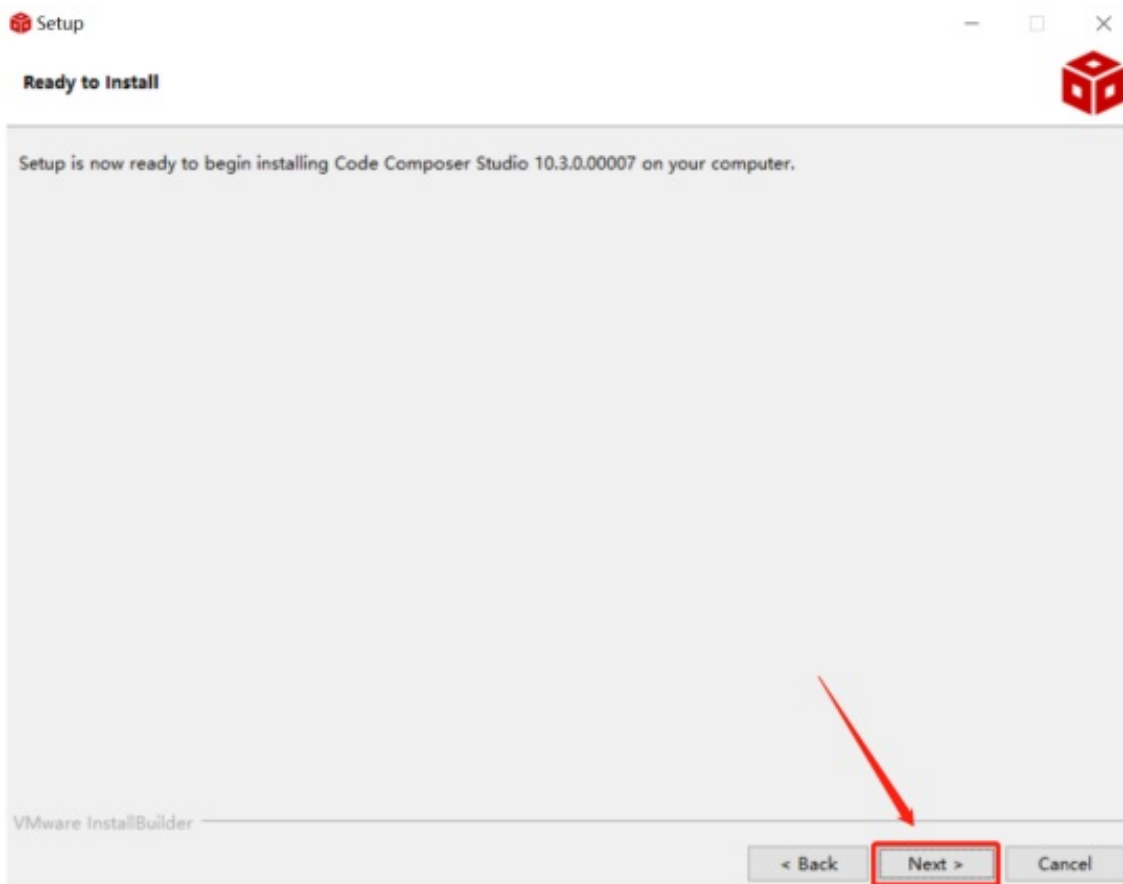 Setup
Ready to Install
Setup is now ready to begin installing Code Composer Studio 10.3.0.00007 on your computer.
VMware InstallBuilder
< Back
Next >
Cancel